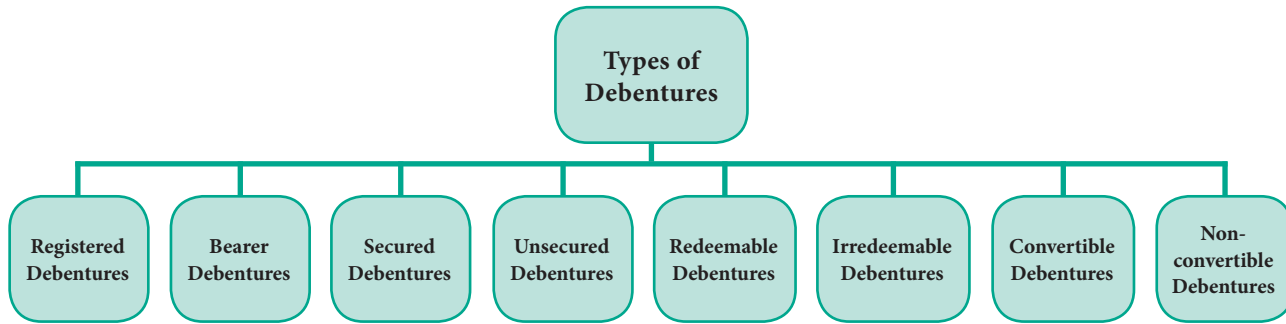 Types of
Debentures
Registered
Debentures
Bearer
Debentures
Secured
Debentures
Unsecured
Debentures
Redeemable
Debentures
Irredeemable
Debentures
Convertible
Debentures
Non-
convertible
Debentures